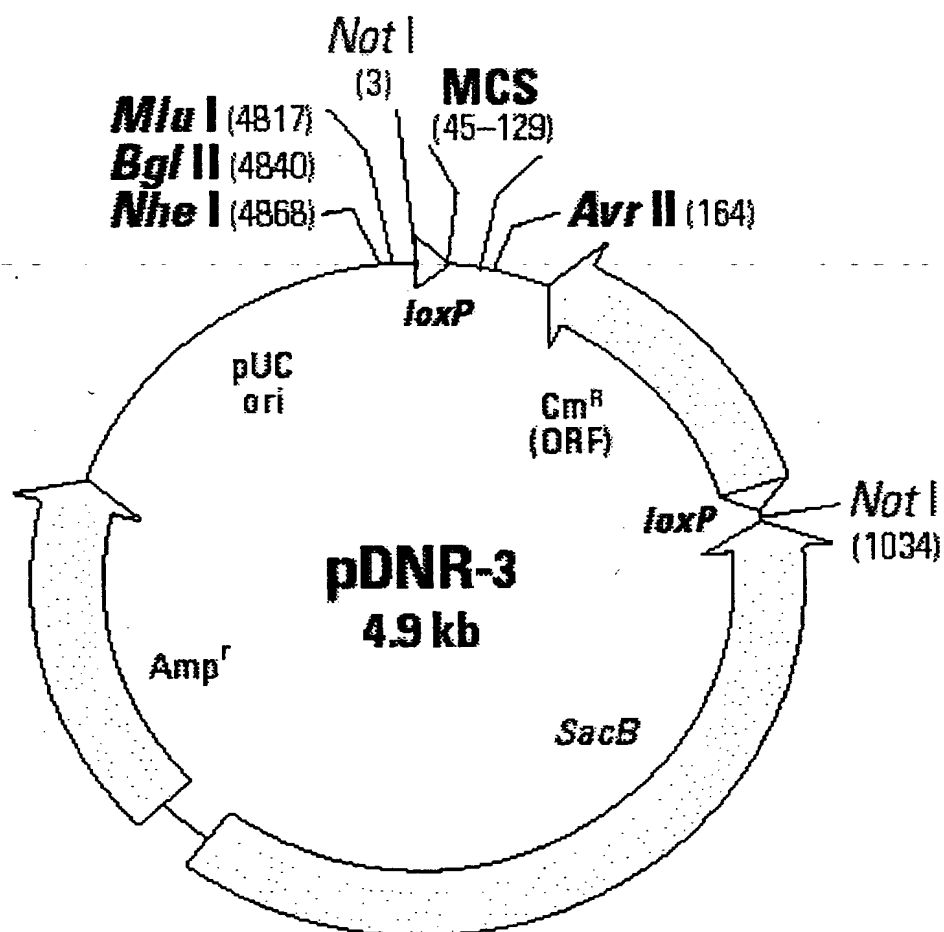 Not I
(3)
MCS
(45–129)
Mlu I (4817)
Bgl II (4840)
Nhe I (4868)
Avr II (164)
loxP
pUC
ori
Cm^R
(ORF)
loxP
Not I
(1034)
pDNR-3
4.9 kb
Amp^r
SacB